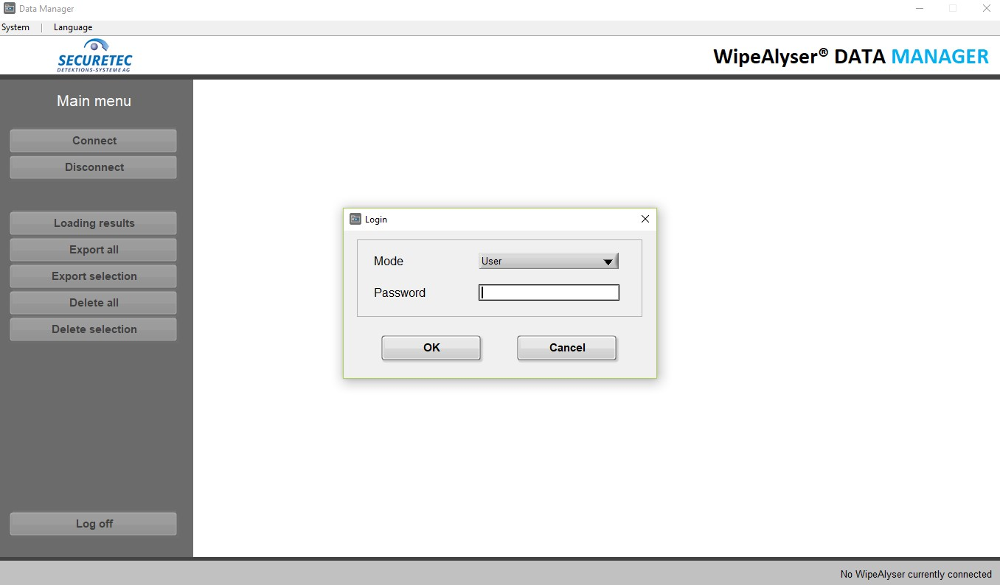 Data Manager
System | Language
SECURETEC
DETEKTIONS-SYSTEME AG
WipeAlyser® DATA MANAGER
Main menu
Connect
Disconnect
Loading results
Export all
Export selection
Delete all
Delete selection
Log off
Login
Mode User
Password
OK Cancel
No WipeAlyser currently connected